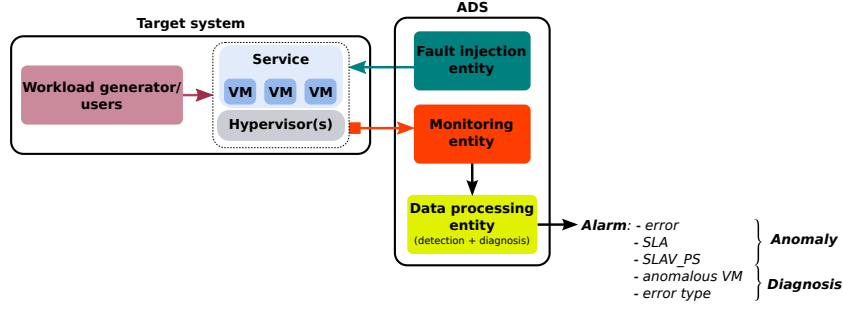 Target system
ADS
Workload generator/
users
Service
VM VM VM
Hypervisor(s)
Fault injection
entity
Monitoring
entity
Data processing
entity
(detection + diagnosis)
Alarm: - error
- SLA
- SLAV_PS
- anomalous VM
- error type
Anomaly
Diagnosis